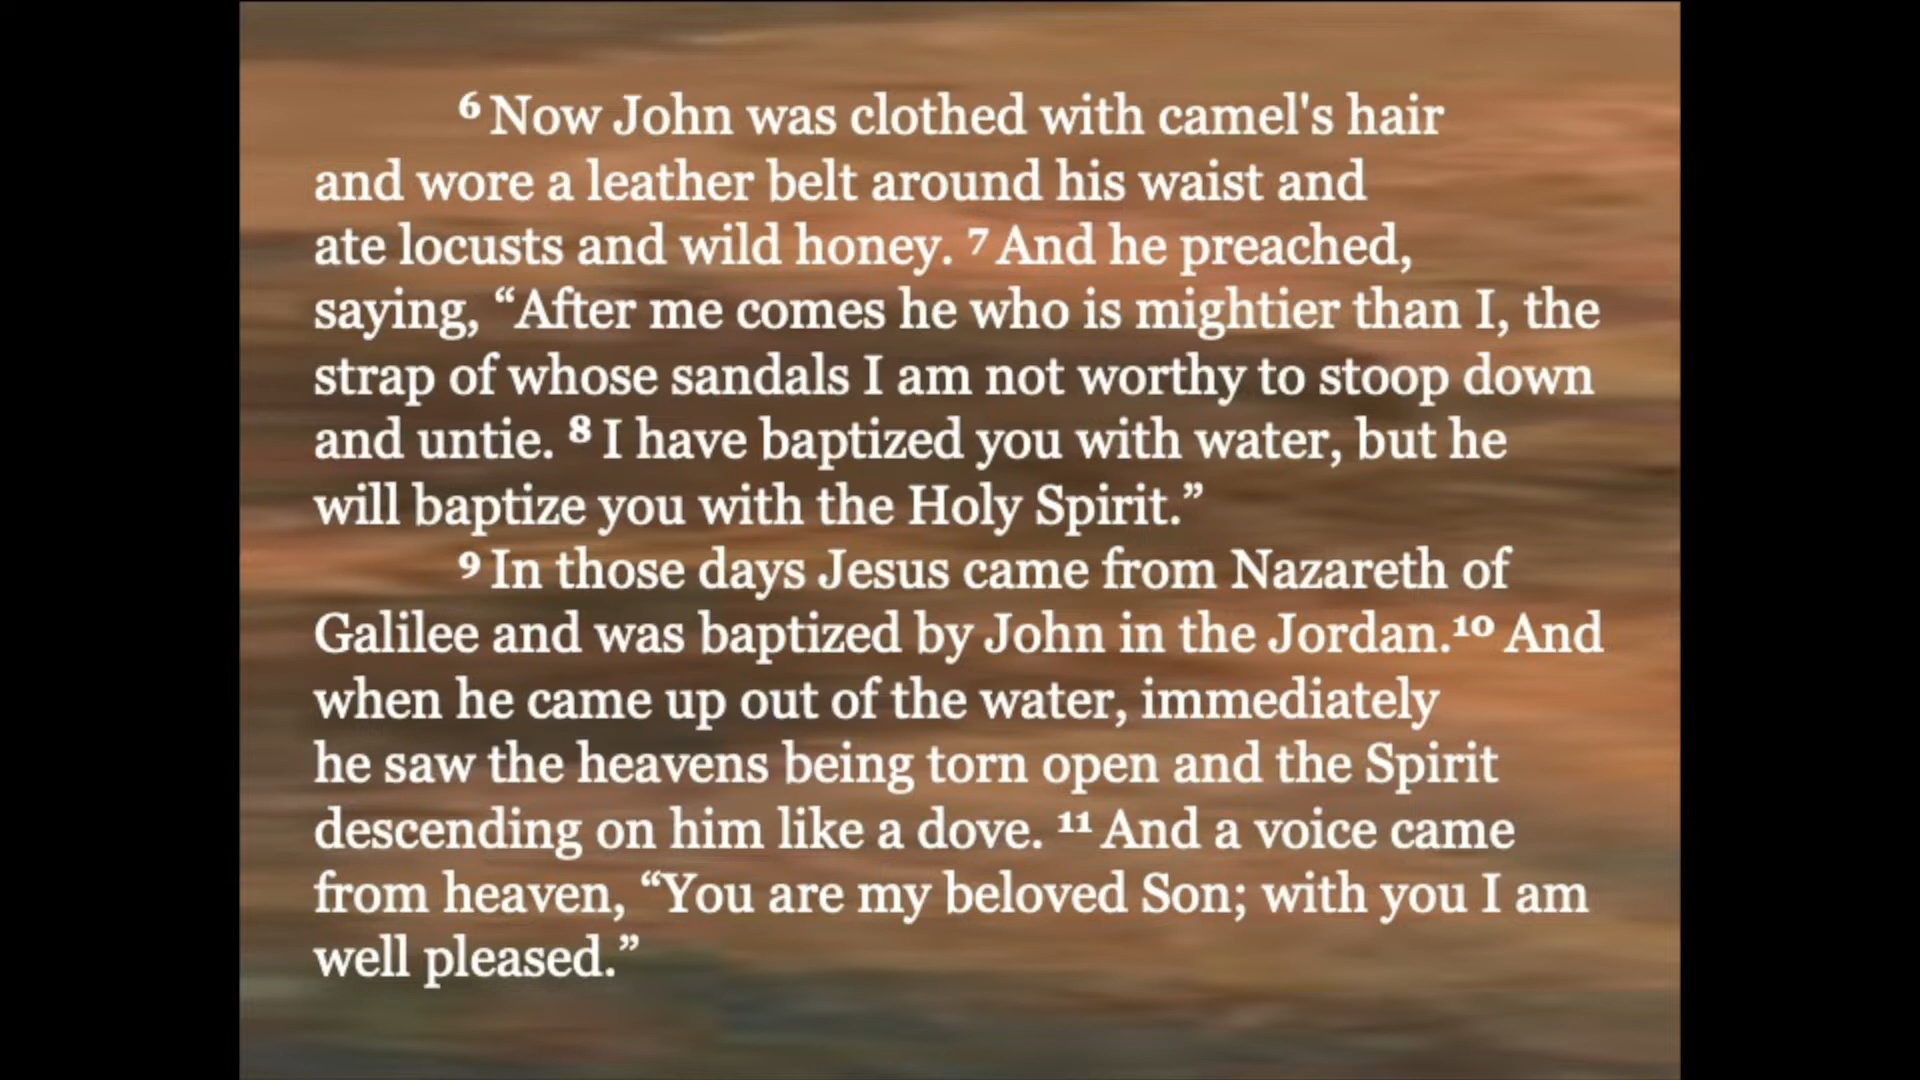 ⁶ Now John was clothed with camel's hair
and wore a leather belt around his waist and
ate locusts and wild honey. ⁷ And he preached,
saying, “After me comes he who is mightier than I, the
strap of whose sandals I am not worthy to stoop down
and untie. ⁸ I have baptized you with water, but he
will baptize you with the Holy Spirit.”
⁹ In those days Jesus came from Nazareth of
Galilee and was baptized by John in the Jordan.¹⁰ And
when he came up out of the water, immediately
he saw the heavens being torn open and the Spirit
descending on him like a dove. ¹¹ And a voice came
from heaven, “You are my beloved Son; with you I am
well pleased.”